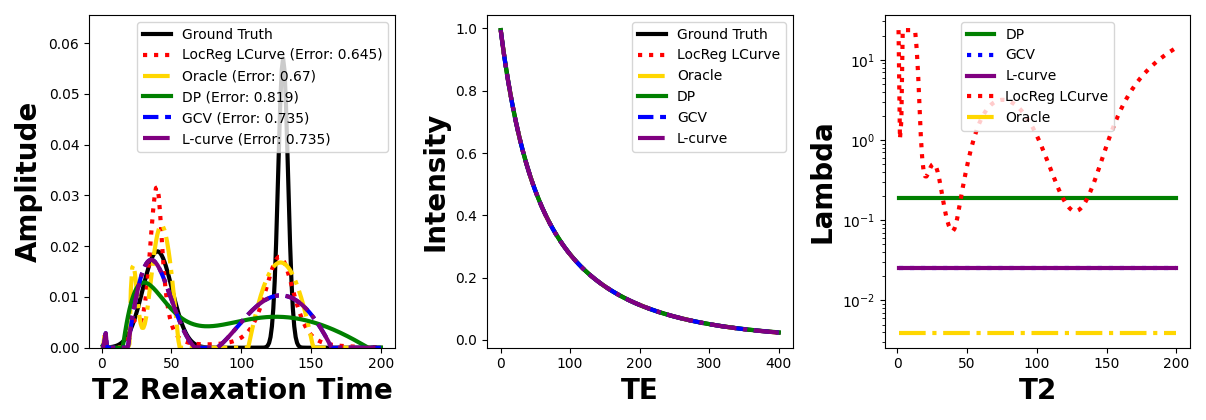 Ground Truth
LocReg LCurve (Error: 0.645)
Oracle (Error: 0.67)
DP (Error: 0.819)
GCV (Error: 0.735)
L-curve (Error: 0.735)
0.06
0.05
0.04
0.03
0.02
0.01
0.00
Amplitude
0 50 100 150 200
T2 Relaxation Time
Ground Truth
LocReg LCurve
Oracle
DP
GCV
L-curve
1.0
0.8
0.6
0.4
0.2
0.0
Intensity
0 100 200 300 400
TE
DP
GCV
L-curve
LocReg LCurve
Oracle
10¹
10⁰
10⁻¹
10⁻²
Lambda
0 50 100 150 200
T2